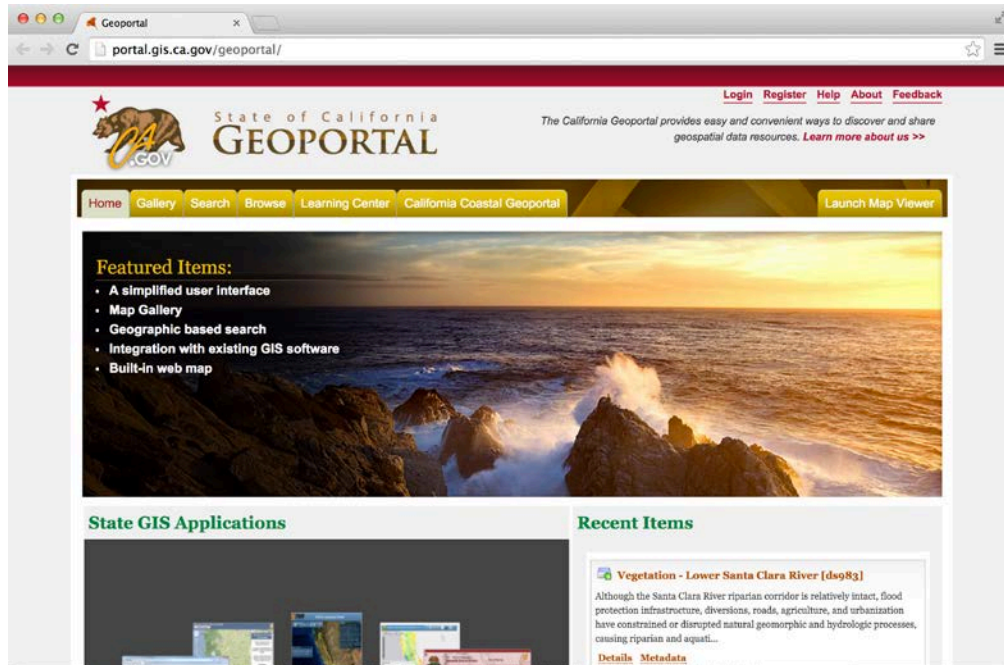 Geoportal
portal.gis.ca.gov/geoportal/
Login Register Help About Feedback
CA
.GOV
State of California
GEOPORTAL
The California Geoportal provides easy and convenient ways to discover and share
geospatial data resources. Learn more about us >>
Home Gallery Search Browse Learning Center California Coastal Geoportal Launch Map Viewer
Featured Items:
• A simplified user interface
• Map Gallery
• Geographic based search
• Integration with existing GIS software
• Built-in web map
State GIS Applications
Recent Items
Vegetation - Lower Santa Clara River [ds983]
Although the Santa Clara River riparian corridor is relatively intact, flood
protection infrastructure, diversions, roads, agriculture, and urbanization
have constrained or disrupted natural geomorphic and hydrologic processes,
causing riparian and aquati...
Details Metadata